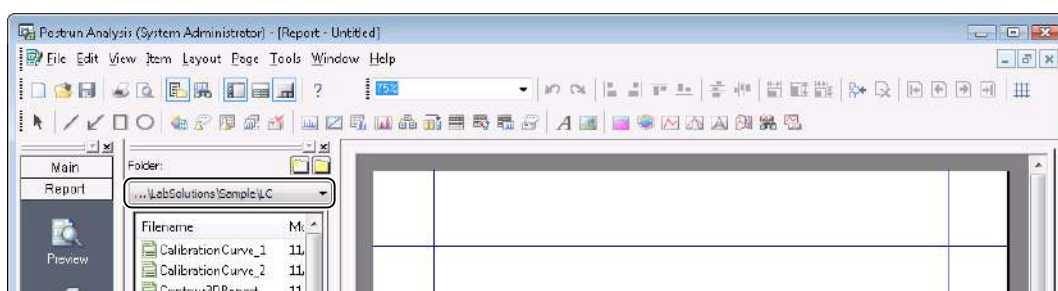 Postrun Analysis (System Administrator) - [Report - Untitled]
File Edit View Item Layout Page Tools Window Help
75%
Main
Report
Preview
Folder:
...\LabSolutions\Sample\LC
Filename
CalibrationCurve_1 11/
CalibrationCurve_2 11/